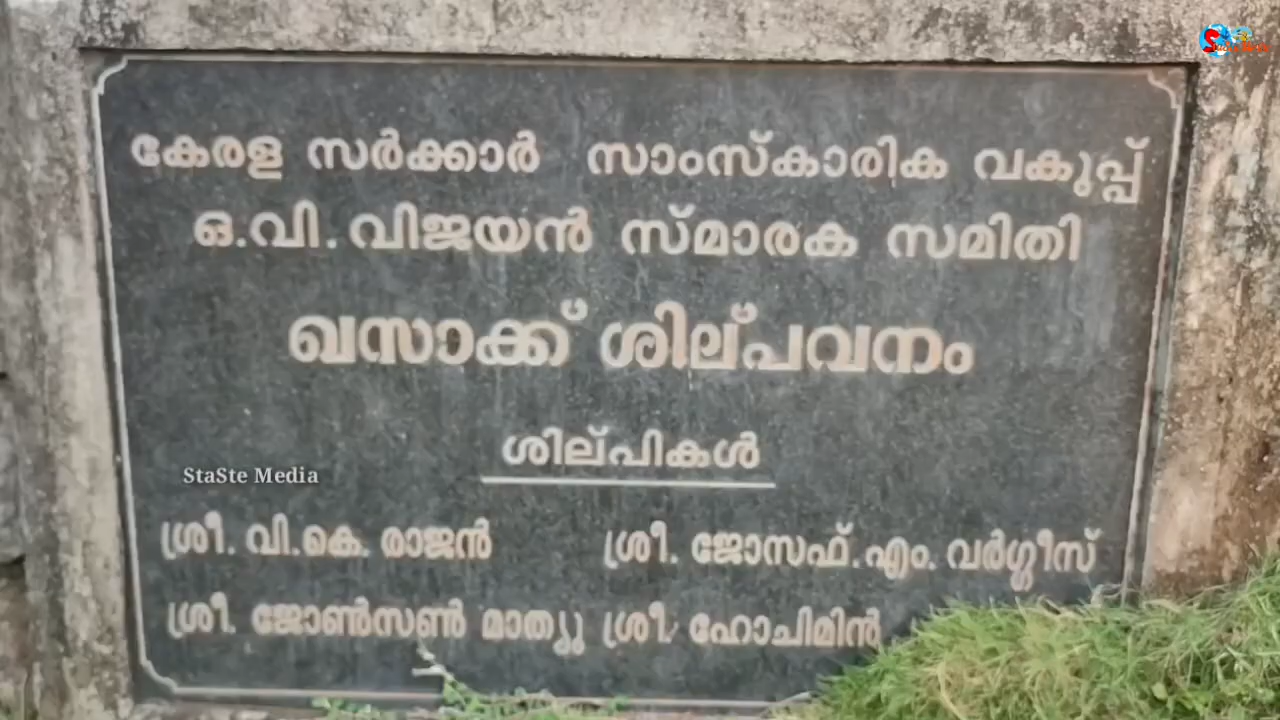 കേരള സർക്കാർ സാംസ്കാരിക വകുപ്പ്
ഒ.വി.വിജയൻ സ്മാരക സമിതി
ഖസാക്ക് ശില്പവനം
ശില്പികൾ
StaSte Media
ശ്രീ. വി.കെ. രാജൻ ശ്രീ. ജോസഫ്.എം. വർഗ്ഗീസ്
ശ്രീ. ജോൺസൺ മാത്യു ശ്രീ. ഹോചിമിൻ